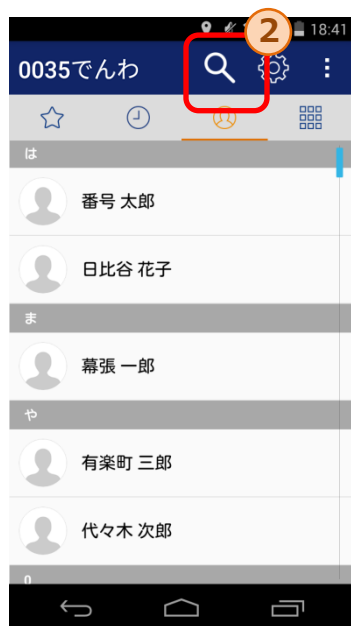 18:41
2
0035でんわ
は
番号 太郎
日比谷 花子
ま
幕張 一郎
や
有楽町 三郎
代々木 次郎
0